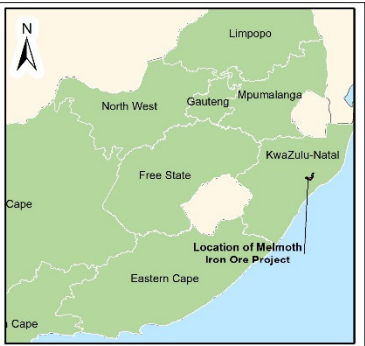 N
Limpopo
North West
Gauteng
Mpumalanga
KwaZulu-Natal
Free State
Cape
Location of Melmoth
Iron Ore Project
Eastern Cape
Cape